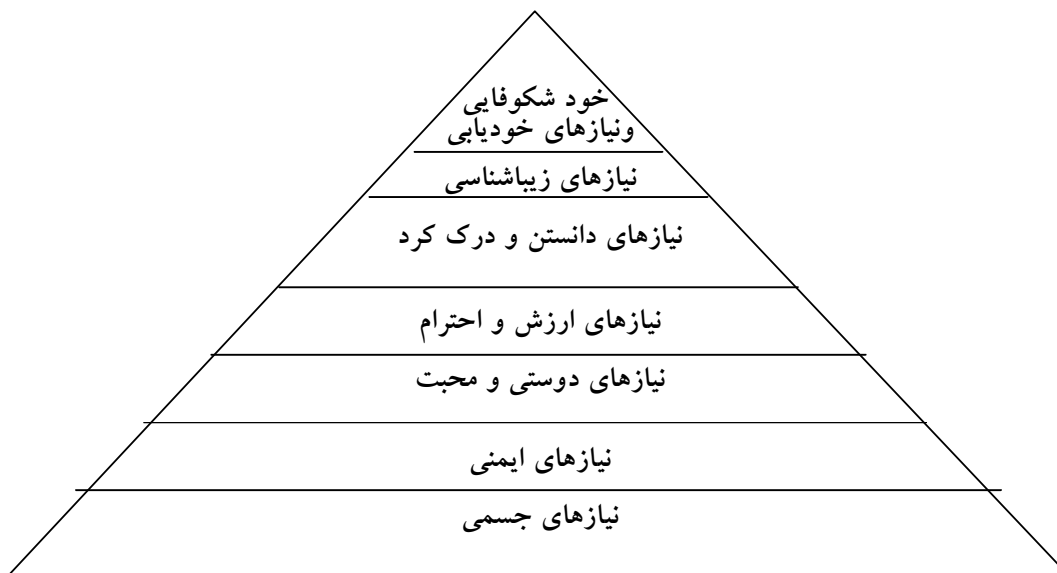 خود شکوفایی
ونیازهای خودیابی
نیازهای زیباشناسی
نیازهای دانستن و درک کرد
نیازهای ارزش و احترام
نیازهای دوستی و محبت
نیازهای ایمنی
نیازهای جسمی